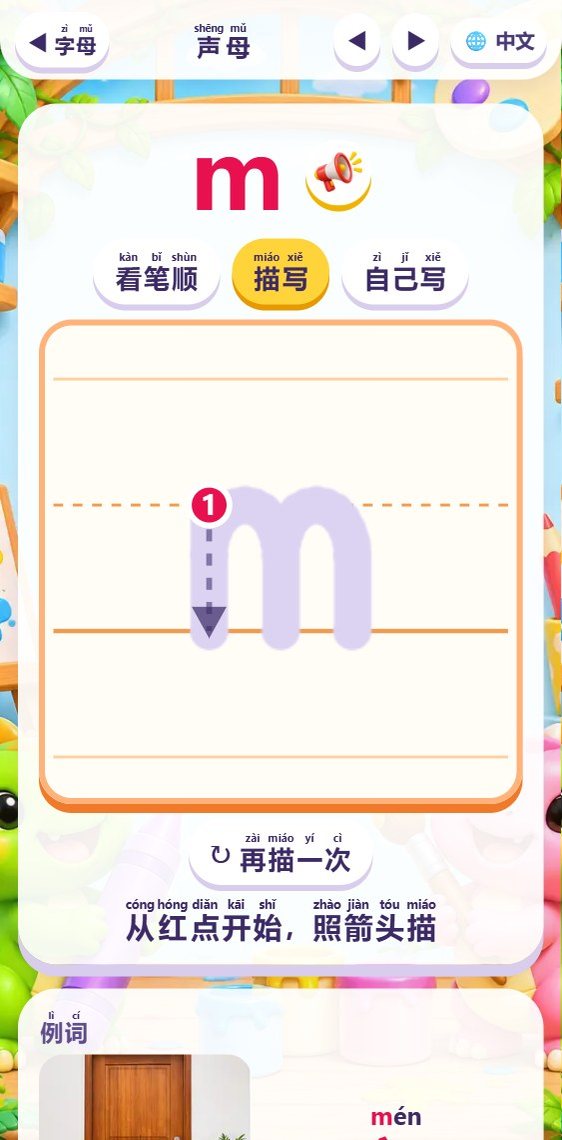 zì mǔ
字母
shēng mǔ
声母
中文
m
kàn bǐ shùn
看笔顺
miáo xiě
描写
zì jǐ xiě
自己写
1
zài miáo yí cì
再描一次
cóng hóng diǎn kāi shǐ zhào jiàn tóu miáo
从红点开始，照箭头描
lì cí
例词
mén